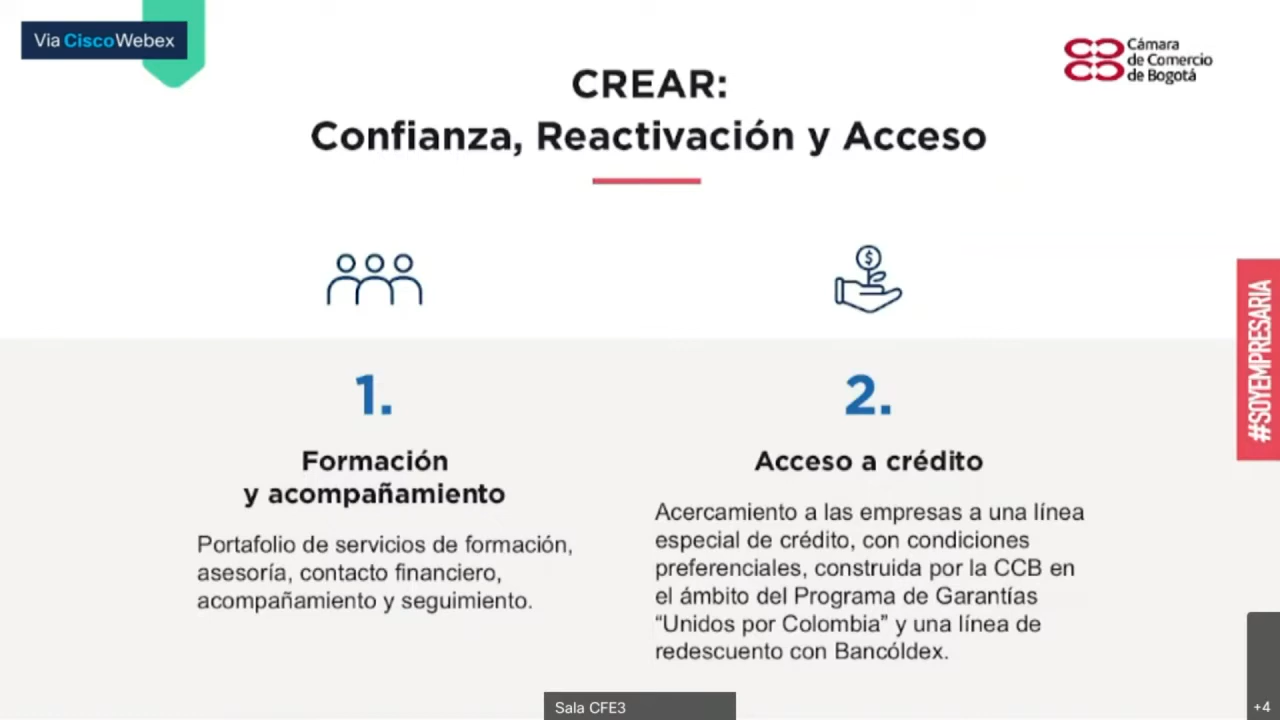 Via CiscoWebex
Cámara
de Comercio
de Bogotá
CREAR:
Confianza, Reactivación y Acceso
$
#SOYEMPRESARIA
1.
Formación
y acompañamiento
Portafolio de servicios de formación,
asesoría, contacto financiero,
acompañamiento y seguimiento.
2.
Acceso a crédito
Acercamiento a las empresas a una línea
especial de crédito, con condiciones
preferenciales, construida por la CCB en
el ámbito del Programa de Garantías
“Unidos por Colombia” y una línea de
redescuento con Bancóldex.
Sala CFE3
+4